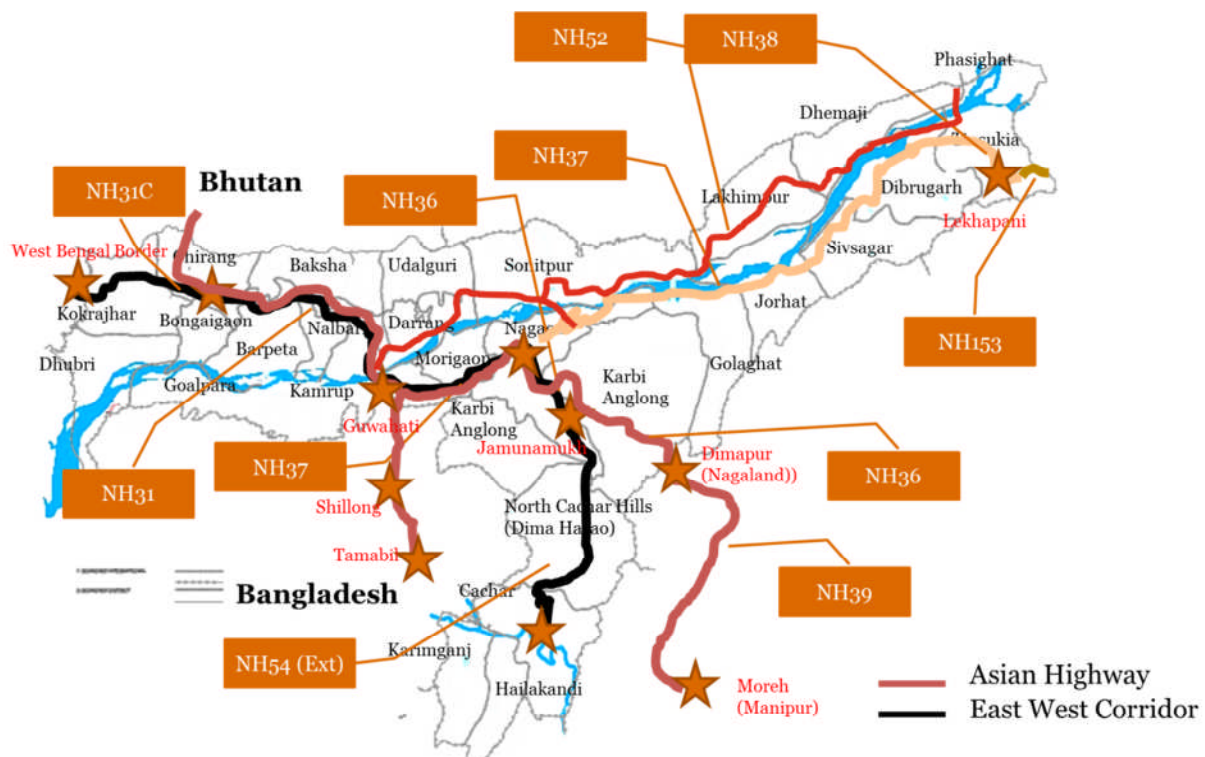 NH52
NH38
Phasighat
Dhemaji
NH37
Tinsukia
Bhutan
NH31C
NH36
Lakhimpur
Dibrugarh
Lekhapani
West Bengal Border
Chirang
Baksha
Udalguri
Sonitpur
Sivsagar
Kokrajhar
Bongaigaon
Nalbari
Darrang
Nagaon
Jorhat
NH153
Dhubri
Barpeta
Morigaon
Golaghat
Goalpara
Kamrup
Karbi
Anglong
Karbi
Anglong
Guwahati
Jamunamukh
NH31
NH37
Dimapur
(Nagaland))
NH36
Shillong
North Cachar Hills
(Dima Hasao)
Tamabil
Bangladesh
Cachar
NH39
NH54 (Ext)
Karimganj
Hailakandi
Moreh
(Manipur)
Asian Highway
East West Corridor